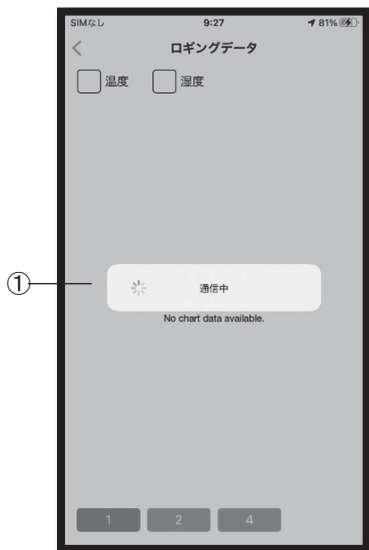 SIMなし 9:27 81%
ロギングデータ
温度 湿度
①
通信中
No chart data available.
1 2 4